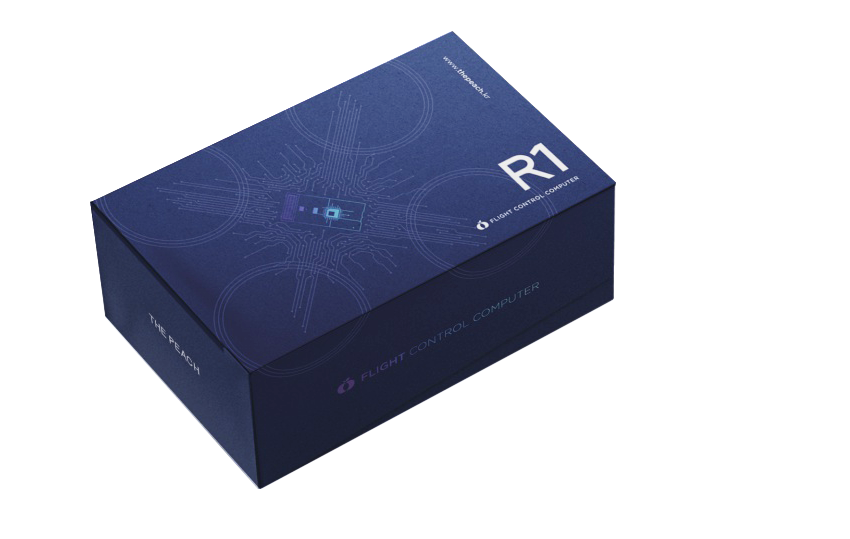 www.thepeach.kr
R1
FLIGHT CONTROL COMPUTER
FLIGHT CONTROL COMPUTER
THE PEACH